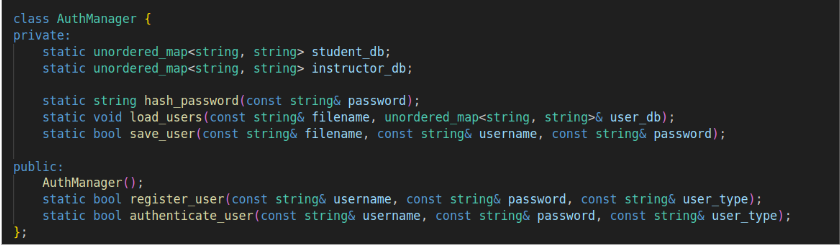 class AuthManager {
private:
    static unordered_map<string, string> student_db;
    static unordered_map<string, string> instructor_db;
    static string hash_password(const string& password);
    static void load_users(const string& filename, unordered_map<string, string>& user_db);
    static bool save_user(const string& filename, const string& username, const string& password);
public:
    AuthManager();
    static bool register_user(const string& username, const string& password, const string& user_type);
    static bool authenticate_user(const string& username, const string& password, const string& user_type);
};